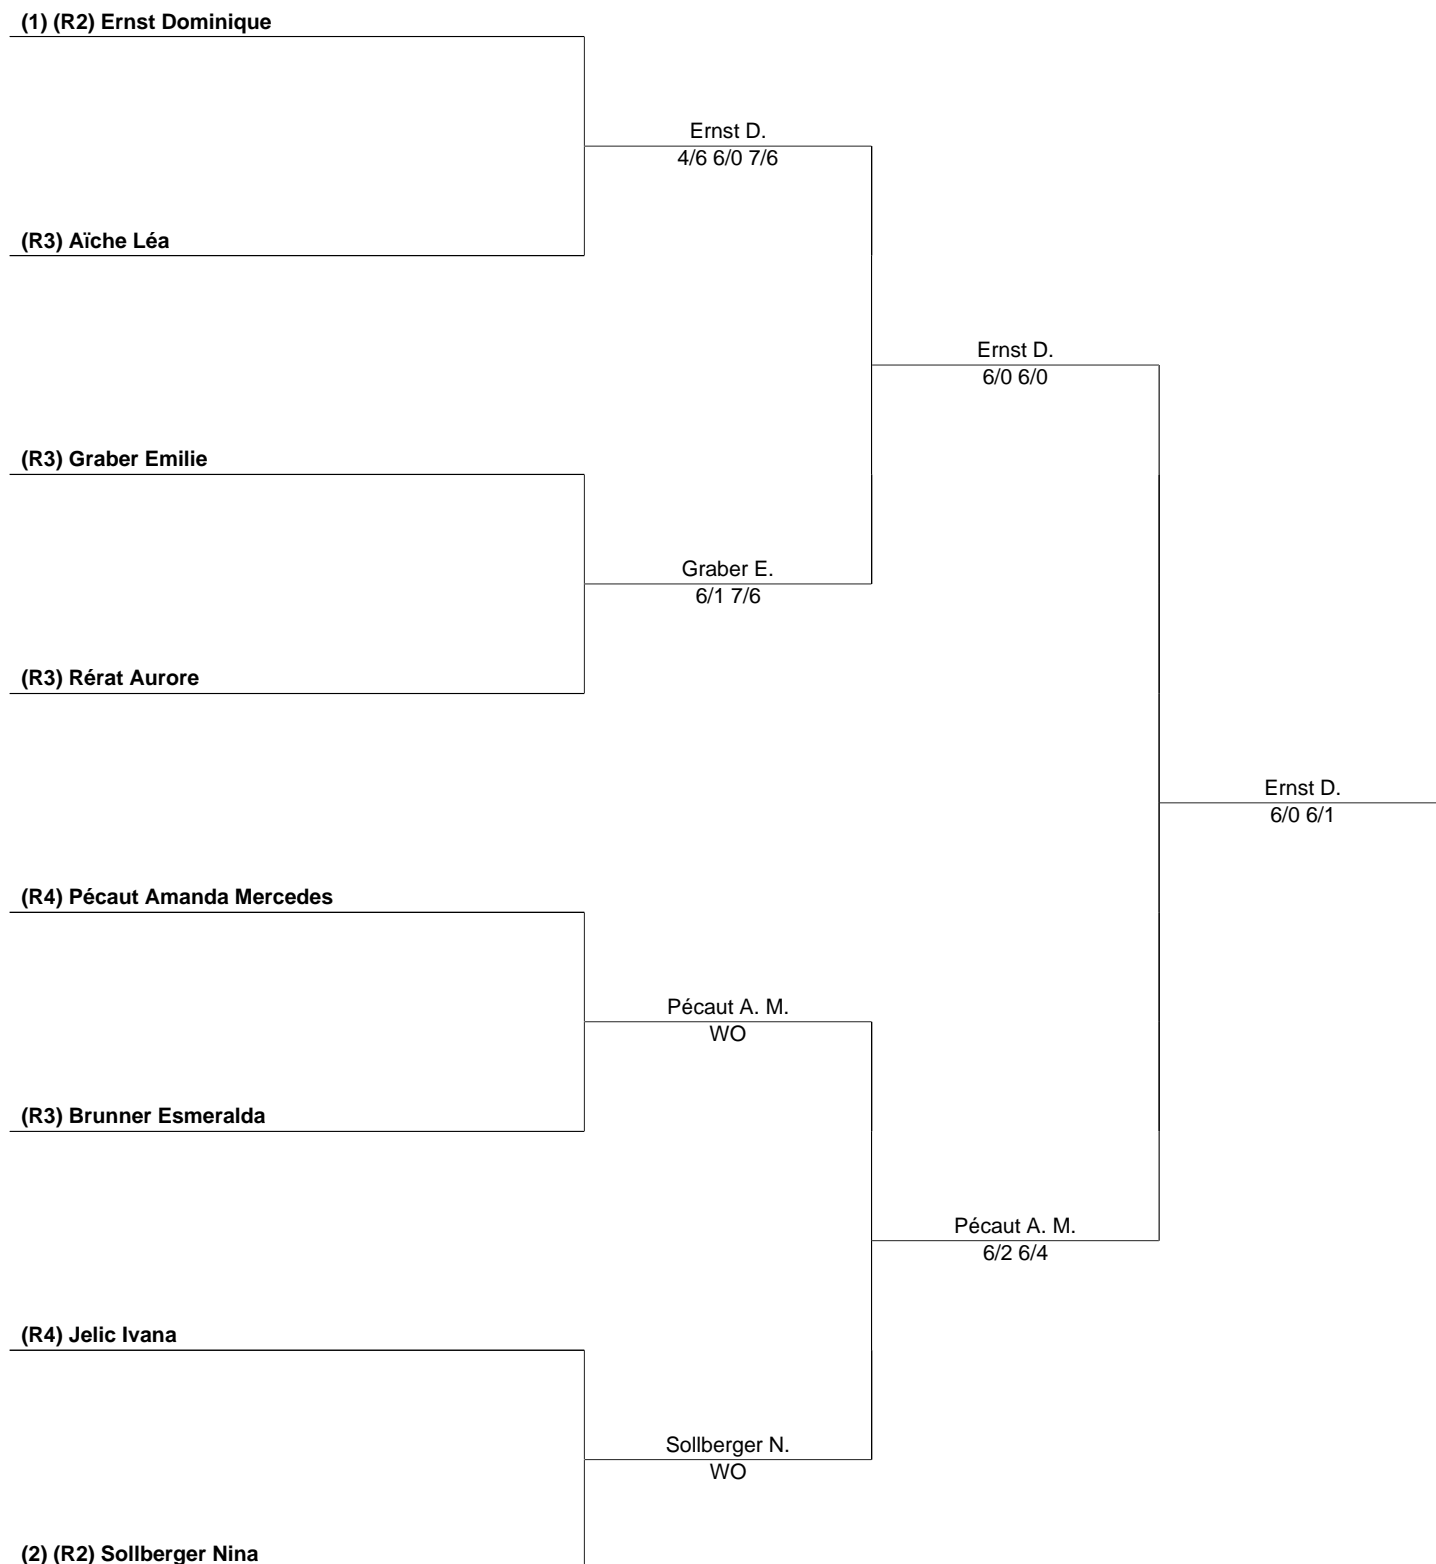 (1) (R2) Ernst Dominique
Ernst D.
4/6 6/0 7/6
(R3) Aïche Léa
Ernst D.
6/0 6/0
(R3) Graber Emilie
Graber E.
6/1 7/6
(R3) Rérat Aurore
Ernst D.
6/0 6/1
(R4) Pécaut Amanda Mercedes
Pécaut A. M.
WO
(R3) Brunner Esmeralda
Pécaut A. M.
6/2 6/4
(R4) Jelic Ivana
Sollberger N.
WO
(2) (R2) Sollberger Nina